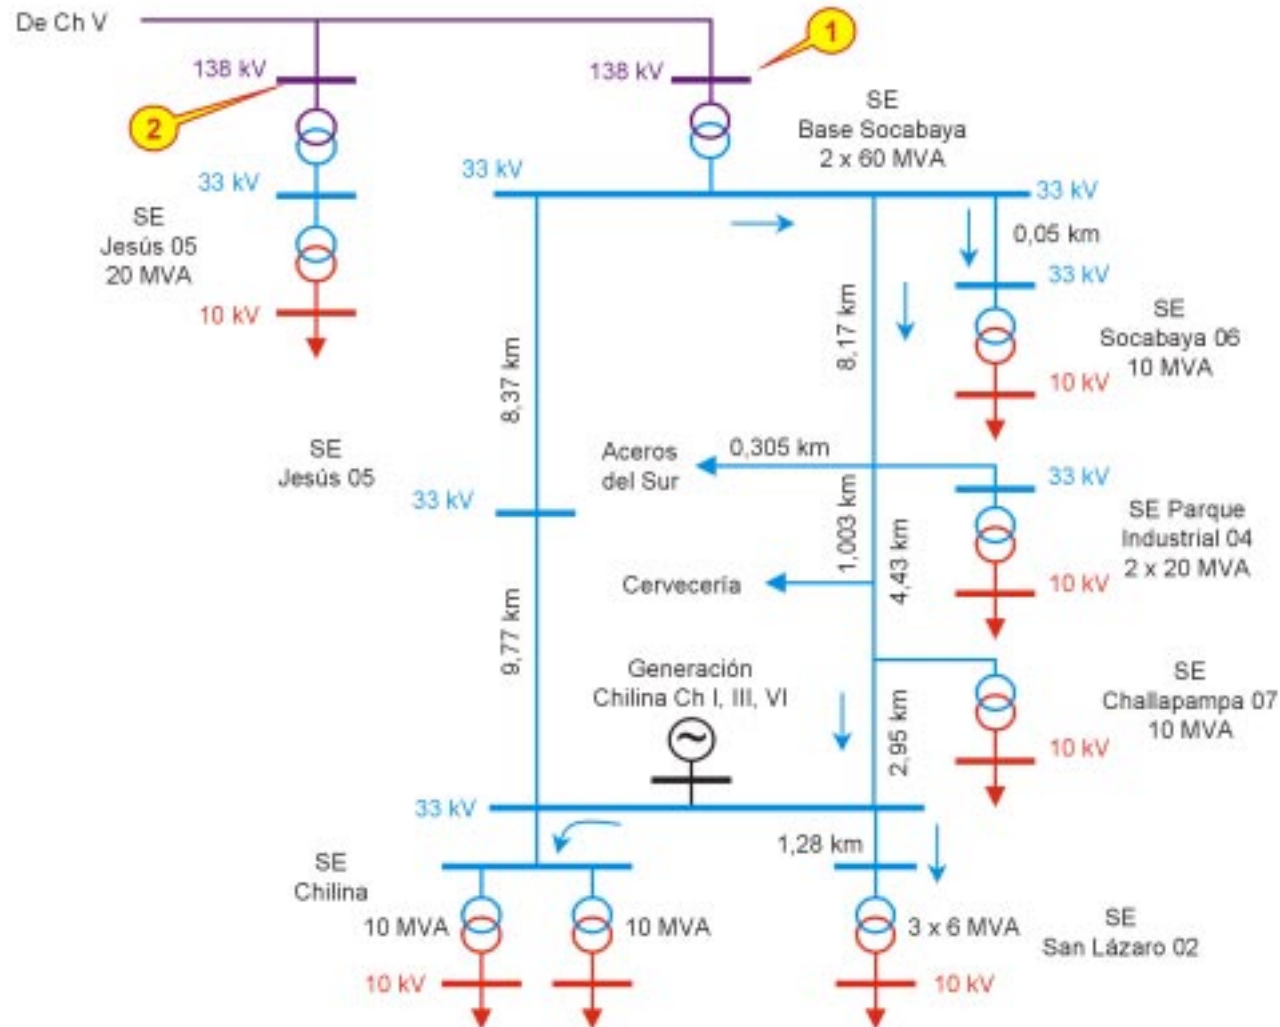 De Ch V
1
138 kV
138 kV
2
SE
Base Socabaya
2 x 60 MVA
33 kV
33 kV
33 kV
SE
Jesús 05
20 MVA
0,05 km
33 kV
10 kV
SE
Socabaya 06
10 MVA
8,17 km
8,37 km
10 kV
SE
Jesús 05
Aceros
del Sur
0,305 km
33 kV
33 kV
SE Parque
Industrial 04
2 x 20 MVA
1,003 km
4,43 km
Cervecería
10 kV
9,77 km
Generación
Chilina Ch I, III, VI
~
SE
Challapampa 07
10 MVA
2,95 km
10 kV
33 kV
1,28 km
SE
Chilina
10 MVA
10 MVA
3 x 6 MVA
SE
San Lázaro 02
10 kV
10 kV